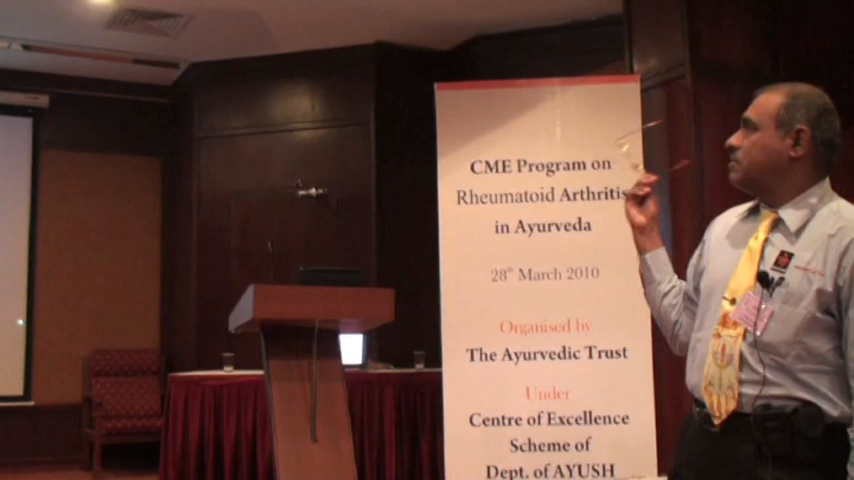 CME Program on
Rheumatoid Arthritis
in Ayurveda
28th March 2010
Organised by
The Ayurvedic Trust
Under
Centre of Excellence
Scheme of
Dept. of AYUSH